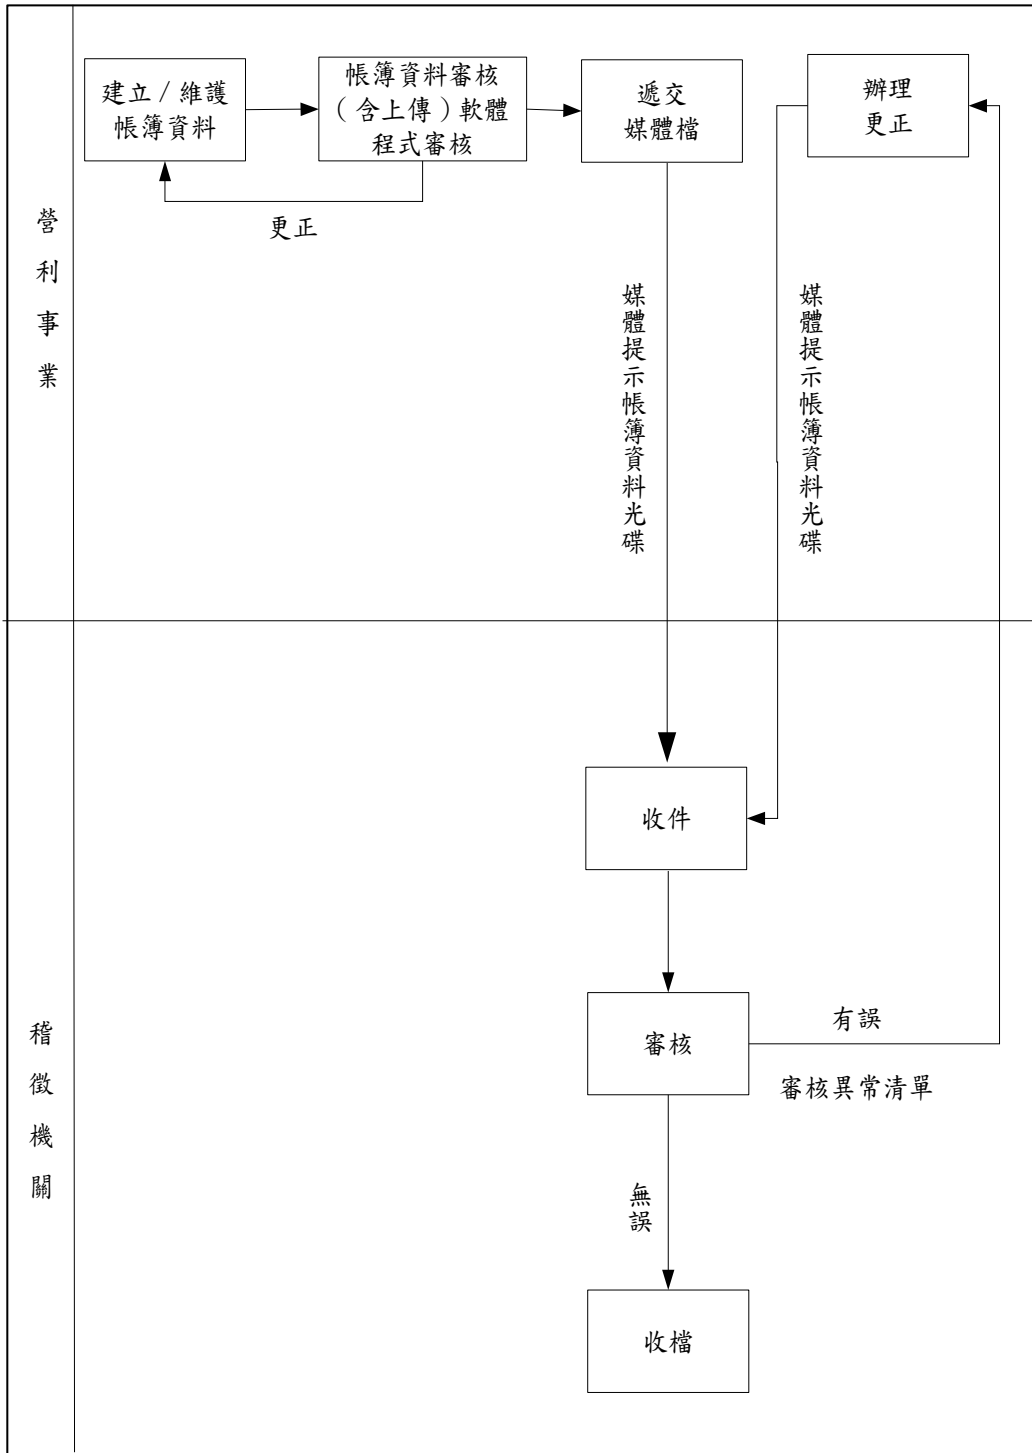 營利事業
建立/維護
帳簿資料
帳簿資料審核
(含上傳)軟體
程式審核
遞交
媒體檔
辦理
更正
更正
媒體提示帳簿資料光碟
媒體提示帳簿資料光碟
稽徵機關
收件
審核
有誤
審核異常清單
無誤
收檔